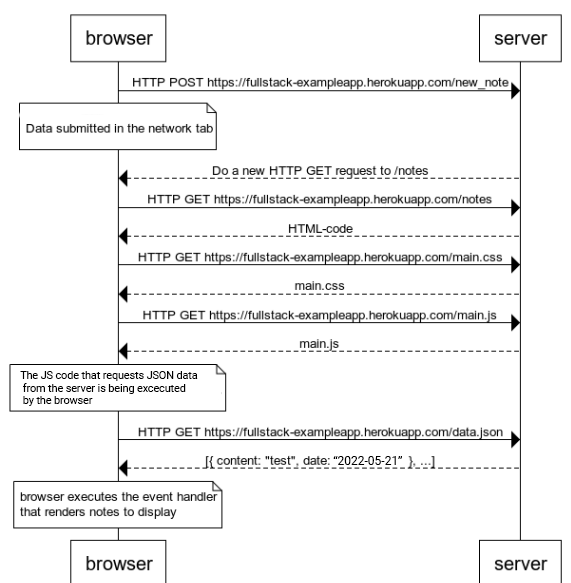 browser
server
HTTP POST https://fullstack-exampleapp.herokuapp.com/new_note
Data submitted in the network tab
Do a new HTTP GET request to /notes
HTTP GET https://fullstack-exampleapp.herokuapp.com/notes
HTML-code
HTTP GET https://fullstack-exampleapp.herokuapp.com/main.css
main.css
HTTP GET https://fullstack-exampleapp.herokuapp.com/main.js
main.js
The JS code that requests JSON data
from the server is being excecuted
by the browser
HTTP GET https://fullstack-exampleapp.herokuapp.com/data.json
[{ content: "test", date: “2022-05-21” }, ...]
browser executes the event handler
that renders notes to display
browser
server